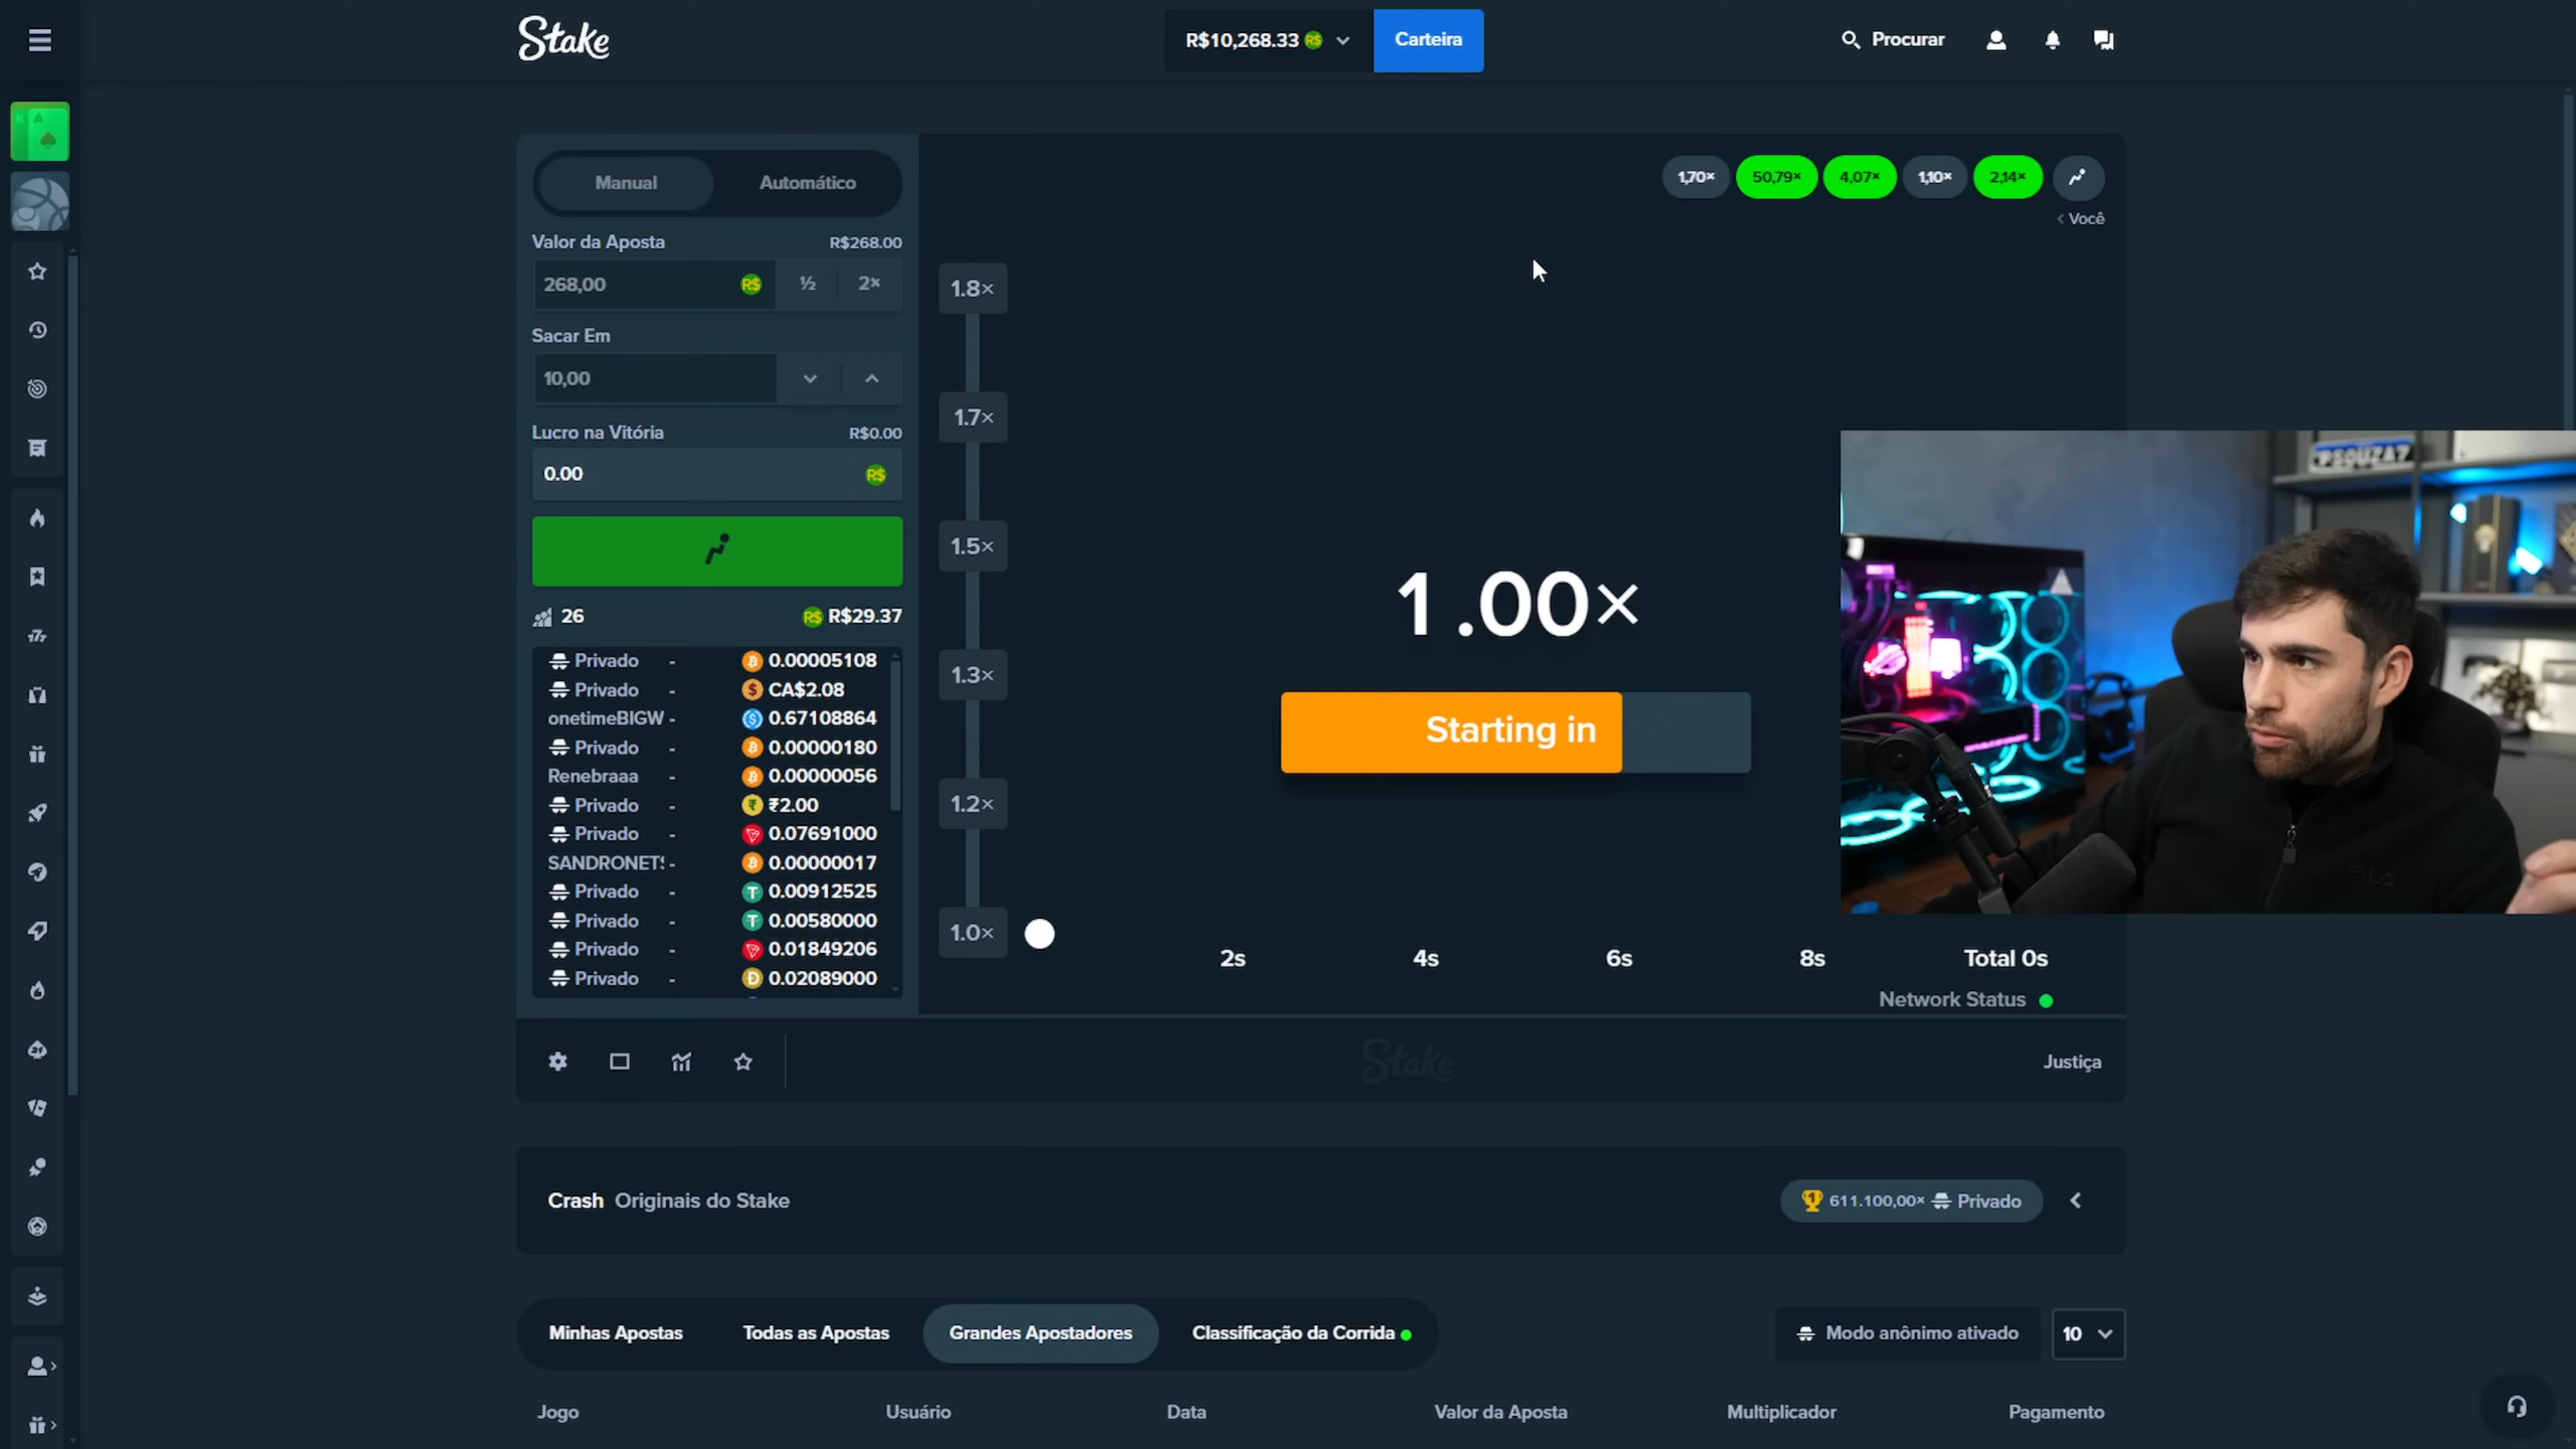 Stake
R$10,268.33
Carteira
Procurar
Manual
Automático
1,70×
50,79×
4,07×
1,10×
2,14×
Você
Valor da Aposta
R$268.00
268,00
½
2×
Sacar Em
10,00
Lucro na Vitória
R$0.00
0.00
26
R$29.37
Privado - 0.00005108
Privado - CA$2.08
onetimeBIGW - 0.67108864
Privado - 0.00000180
Renebraaa - 0.00000056
Privado - ₹2.00
Privado - 0.07691000
SANDRONETS - 0.00000017
Privado - 0.00912525
Privado - 0.00580000
Privado - 0.01849206
Privado - 0.02089000
1.8×
1.7×
1.5×
1.3×
1.2×
1.0×
1.00×
Starting in
2s
4s
6s
8s
Total 0s
Network Status
PSOUZA7
FILA
Stake
Justiça
Crash Originais do Stake
611.100,00× Privado
Minhas Apostas
Todas as Apostas
Grandes Apostadores
Classificação da Corrida
Modo anônimo ativado
10
Jogo
Usuário
Data
Valor da Aposta
Multiplicador
Pagamento